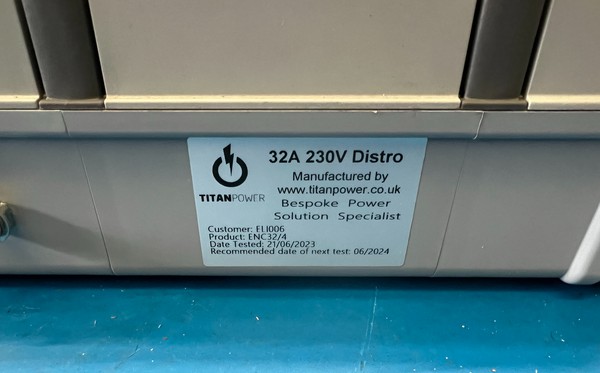 32A 230V Distro
Manufactured by
www.titanpower.co.uk
Bespoke Power
Solution Specialist
TITANPOWER
Customer: ELI006
Product: ENC32/4
Date Tested: 21/06/2023
Recommended date of next test: 06/2024